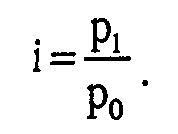 i = p₁ / p₀ .